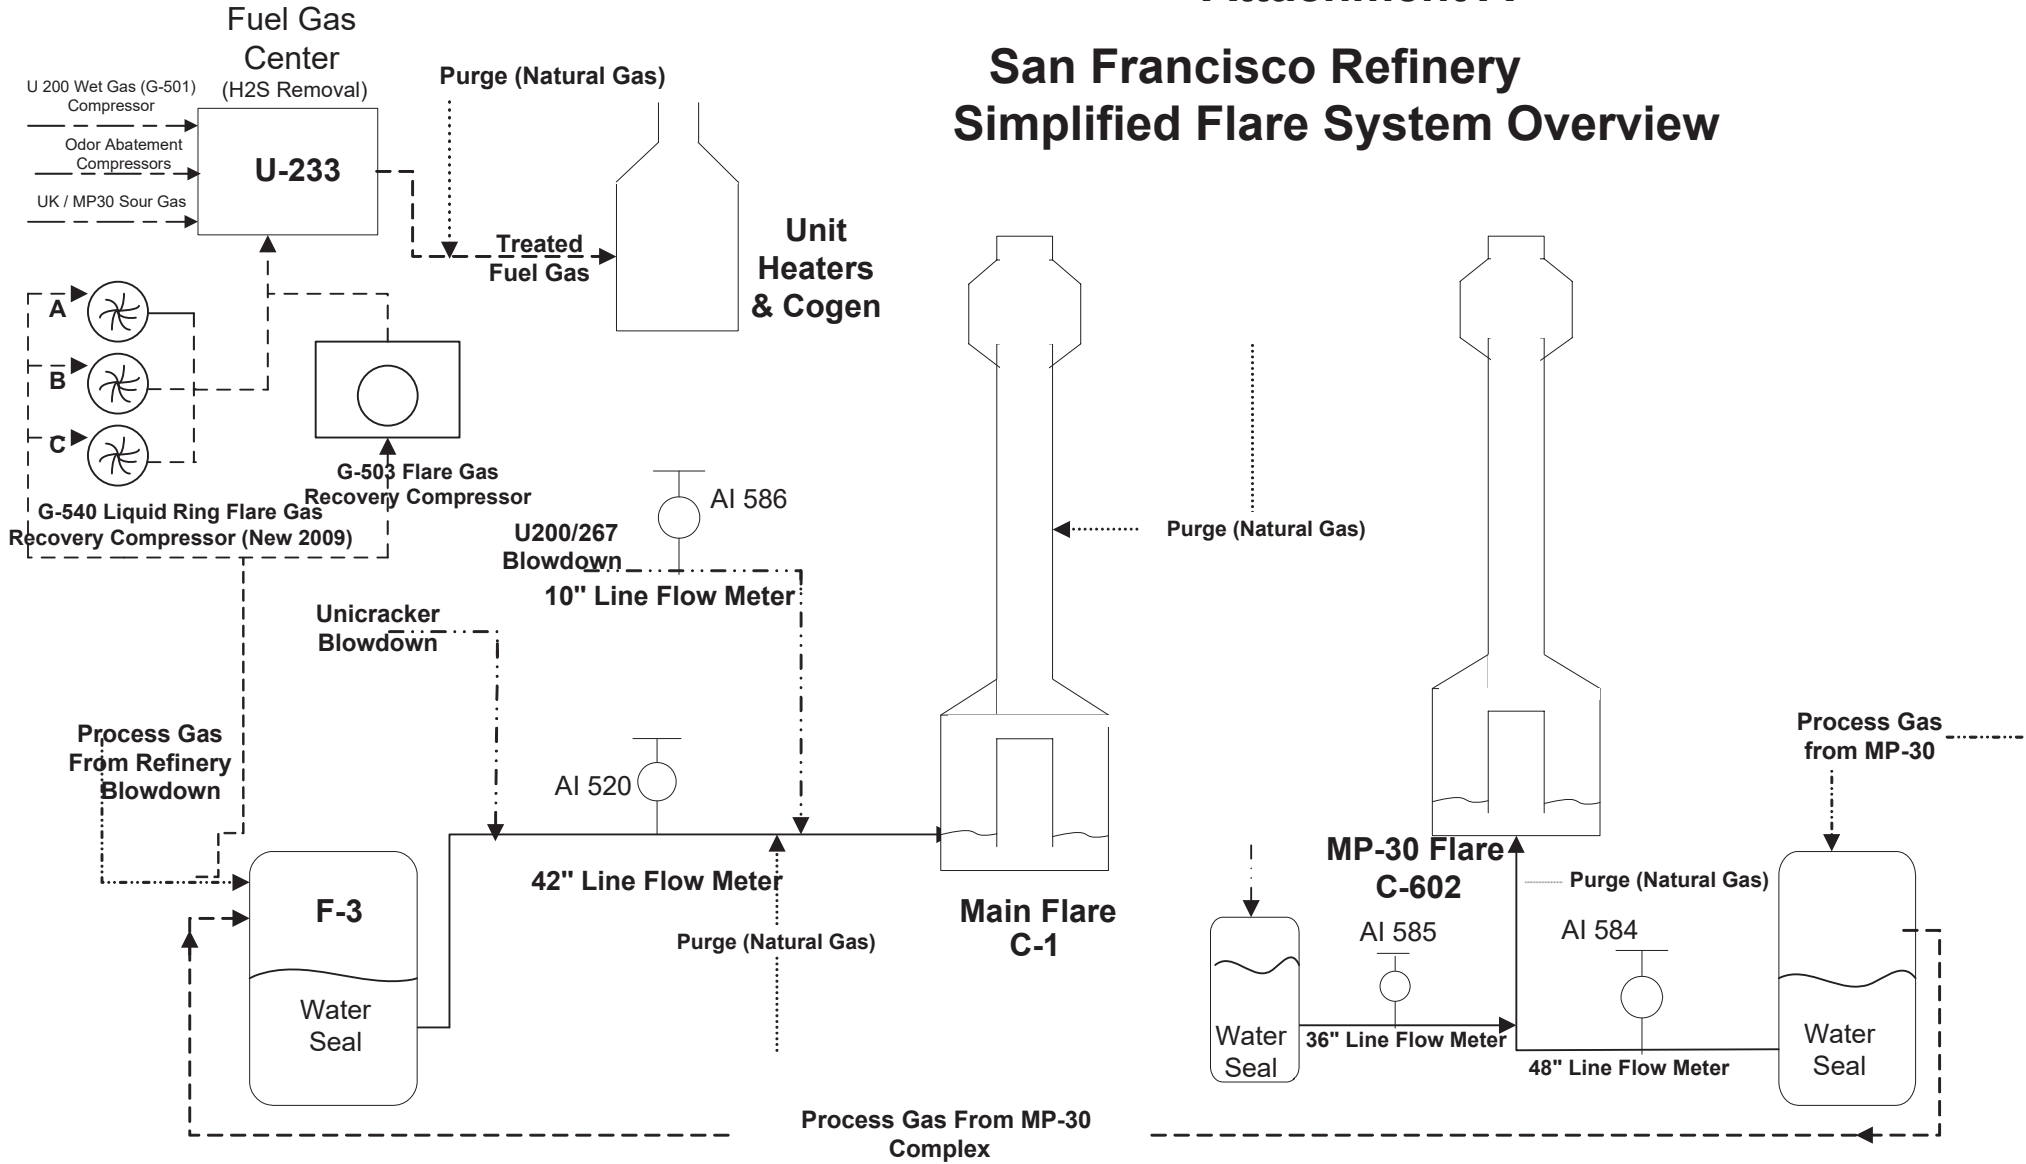 San Francisco Refinery
Simplified Flare System Overview
Fuel Gas
Center
(H2S Removal)
U 200 Wet Gas (G-501)
Compressor
Odor Abatement
Compressors
UK / MP30 Sour Gas
U-233
Purge (Natural Gas)
Treated
Fuel Gas
Unit
Heaters
& Cogen
A
B
C
G-503 Flare Gas
Recovery Compressor
G-540 Liquid Ring Flare Gas
Recovery Compressor (New 2009)
AI 586
U200/267
Blowdown
10" Line Flow Meter
Purge (Natural Gas)
Unicracker
Blowdown
Process Gas
From Refinery
Blowdown
AI 520
42" Line Flow Meter
F-3
Water
Seal
Purge (Natural Gas)
Main Flare
C-1
MP-30 Flare
C-602
Purge (Natural Gas)
Process Gas
from MP-30
AI 585
AI 584
Water
Seal
36" Line Flow Meter
48" Line Flow Meter
Water
Seal
Process Gas From MP-30
Complex